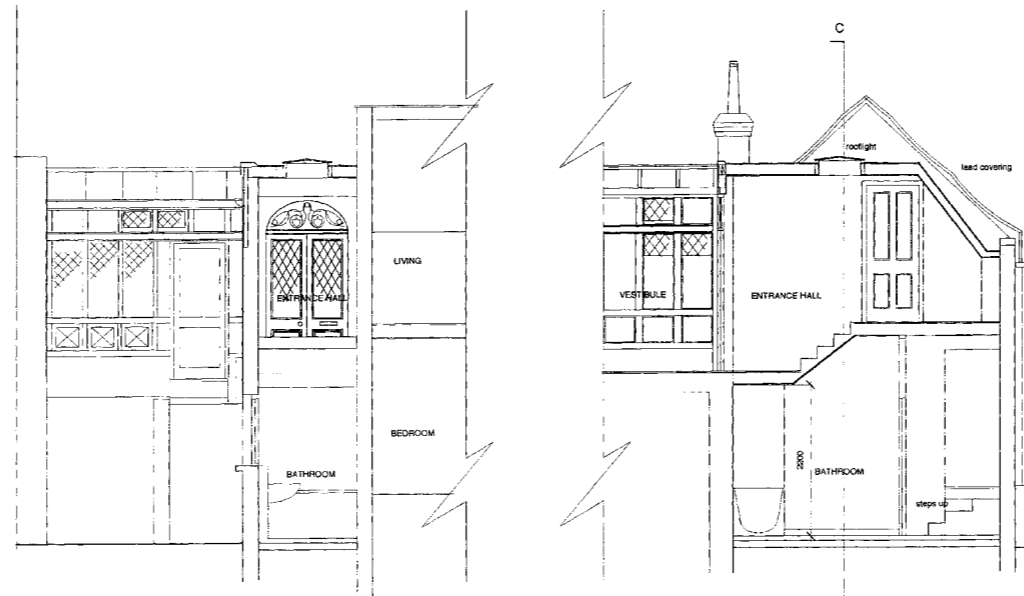 C
rooflight
lead covering
LIVING
ENTRANCE HALL
VESTIBULE
ENTRANCE HALL
BEDROOM
2200
BATHROOM
BATHROOM
steps up